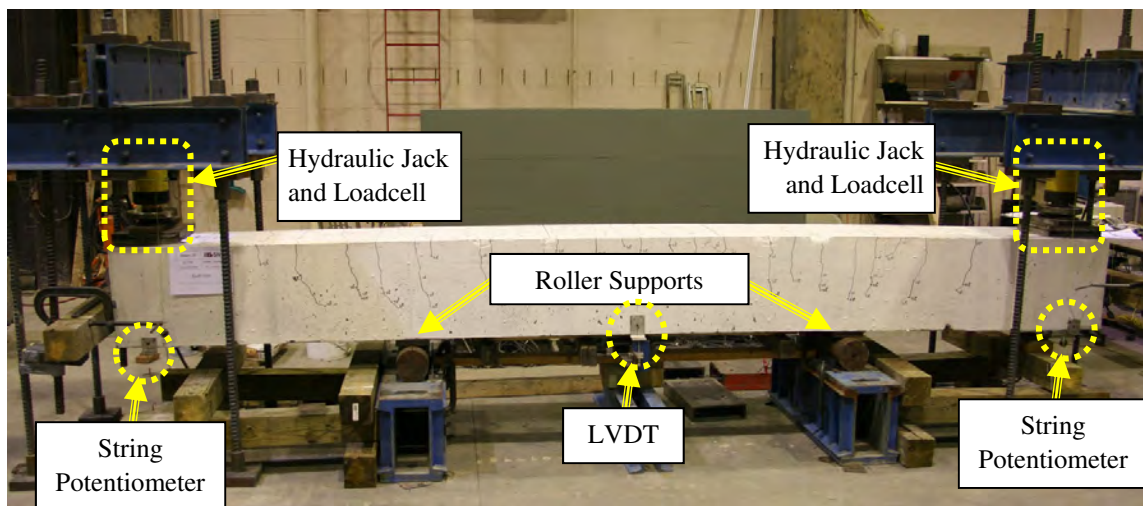 Hydraulic Jack
and Loadcell
Hydraulic Jack
and Loadcell
Roller Supports
String
Potentiometer
LVDT
String
Potentiometer